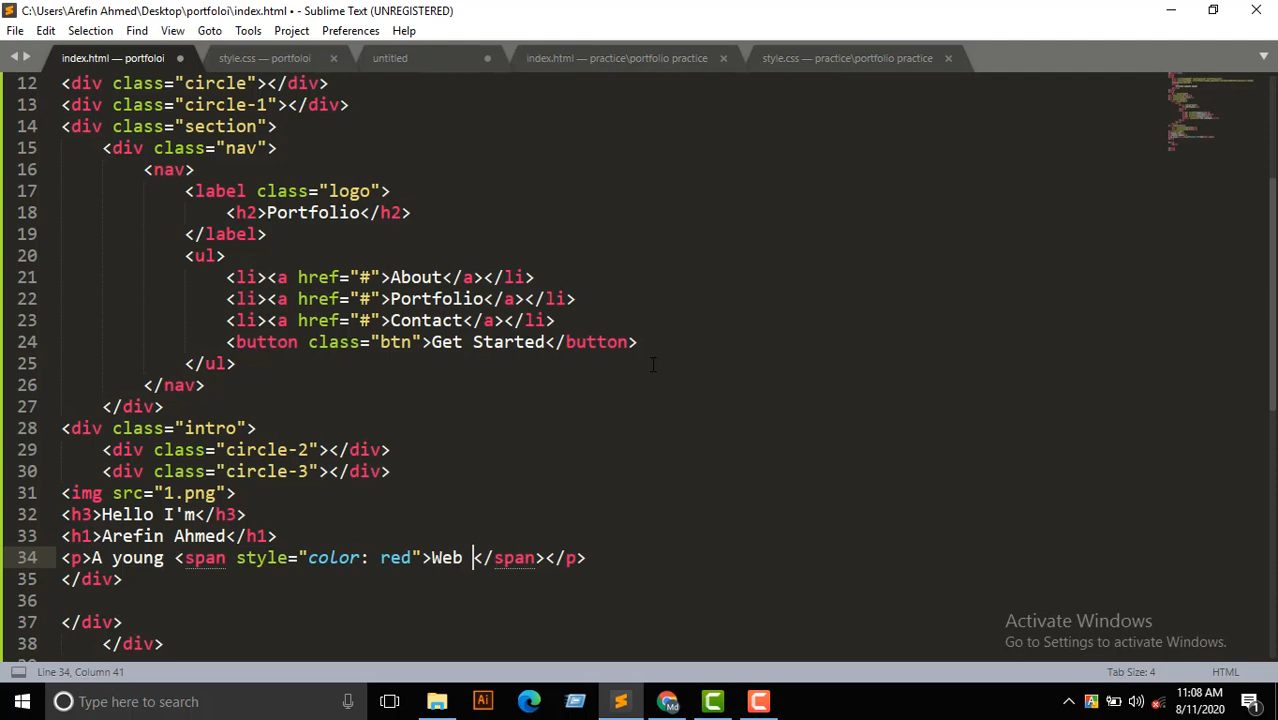 C:\Users\Arefin Ahmed\Desktop\portfoloi\index.html • - Sublime Text (UNREGISTERED)
File Edit Selection Find View Goto Tools Project Preferences Help
index.html — portfoloi style.css — portfoloi untitled index.html — practice\portfolio practice style.css — practice\portfolio practice
12 <div class="circle"></div>
13 <div class="circle-1"></div>
14 <div class="section">
15 <div class="nav">
16 <nav>
17 <label class="logo">
18 <h2>Portfolio</h2>
19 </label>
20 <ul>
21 <li><a href="#">About</a></li>
22 <li><a href="#">Portfolio</a></li>
23 <li><a href="#">Contact</a></li>
24 <button class="btn">Get Started</button>
25 </ul>
26 </nav>
27 </div>
28 <div class="intro">
29 <div class="circle-2"></div>
30 <div class="circle-3"></div>
31 <img src="1.png">
32 <h3>Hello I'm</h3>
33 <h1>Arefin Ahmed</h1>
34 <p>A young <span style="color: red">Web </span></p>
35 </div>
36
37 </div>
38 </div>
Activate Windows
Go to Settings to activate Windows.
Line 34, Column 41 Tab Size: 4 HTML
Type here to search
11:08 AM
8/11/2020